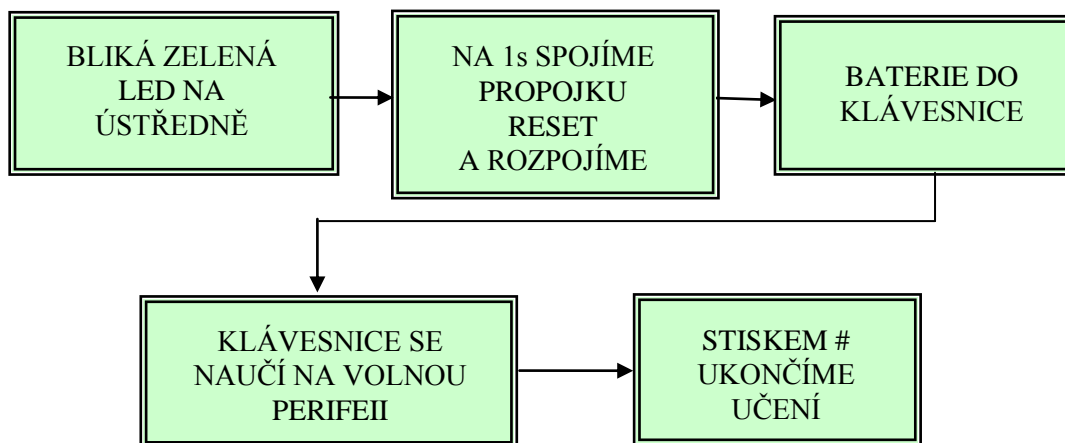 BLIKÁ ZELENÁ
LED NA
ÚSTŘEDNĚ
NA 1s SPOJÍME
PROPOJKU
RESET
A ROZPOJÍME
BATERIE DO
KLÁVESNICE
KLÁVESNICE SE
NAUČÍ NA VOLNOU
PERIFEII
STISKEM #
UKONČÍME
UČENÍ